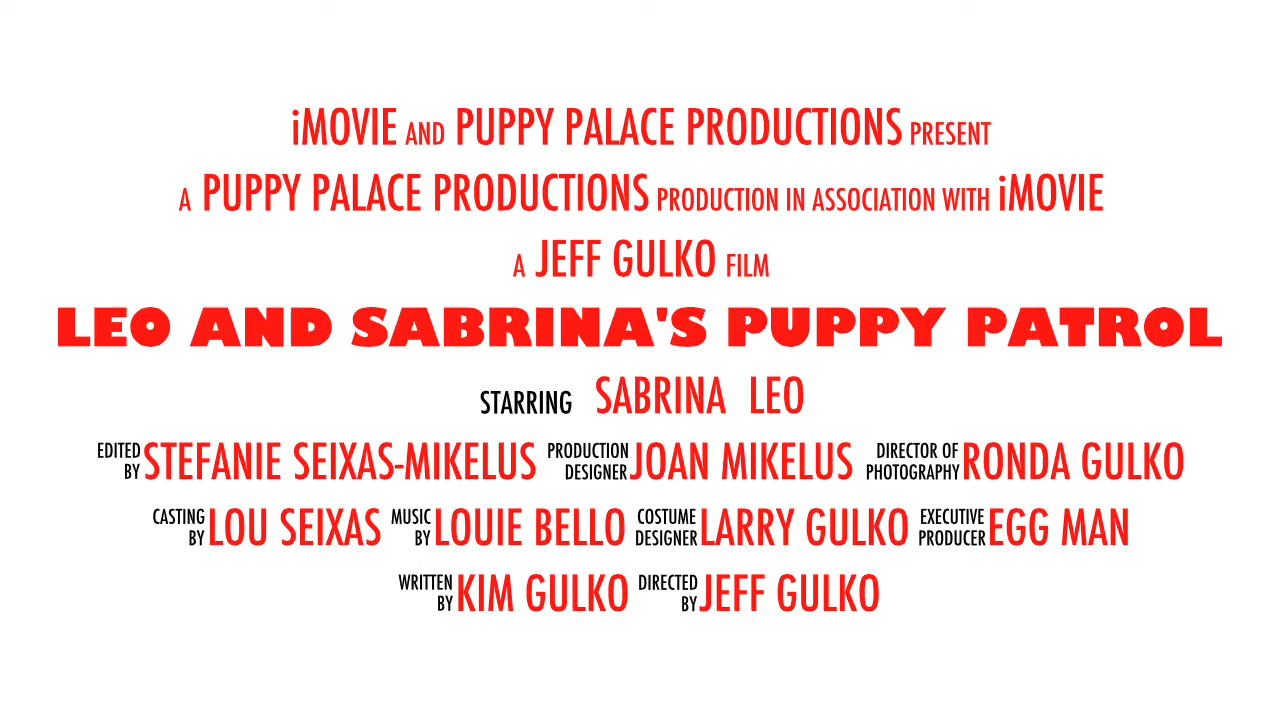 iMOVIE AND PUPPY PALACE PRODUCTIONS PRESENT
A PUPPY PALACE PRODUCTIONS PRODUCTION IN ASSOCIATION WITH iMOVIE
A JEFF GULKO FILM
LEO AND SABRINA'S PUPPY PATROL
STARRING SABRINA LEO
EDITED BY STEFANIE SEIXAS-MIKELUS PRODUCTION DESIGNER JOAN MIKELUS DIRECTOR OF PHOTOGRAPHY RONDA GULKO
CASTING BY LOU SEIXAS MUSIC BY LOUIE BELLO COSTUME DESIGNER LARRY GULKO EXECUTIVE PRODUCER EGG MAN
WRITTEN BY KIM GULKO DIRECTED BY JEFF GULKO